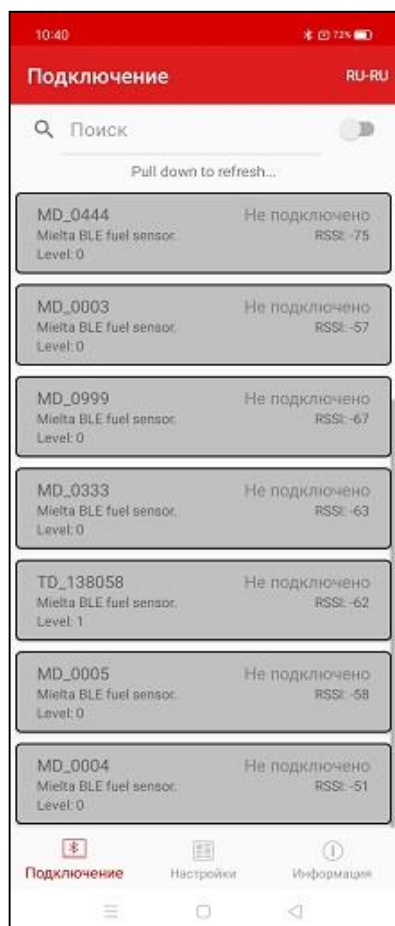 10:40 72%
Подключение RU-RU
Поиск
Pull down to refresh...
MD_0444 Не подключено
Mielta BLE fuel sensor. RSSI: -75
Level: 0
MD_0003 Не подключено
Mielta BLE fuel sensor. RSSI: -57
Level: 0
MD_0999 Не подключено
Mielta BLE fuel sensor. RSSI: -67
Level: 0
MD_0333 Не подключено
Mielta BLE fuel sensor. RSSI: -63
Level: 0
TD_138058 Не подключено
Mielta BLE fuel sensor. RSSI: -62
Level: 1
MD_0005 Не подключено
Mielta BLE fuel sensor. RSSI: -58
Level: 0
MD_0004 Не подключено
Mielta BLE fuel sensor. RSSI: -51
Level: 0
Подключение Настройки Информация